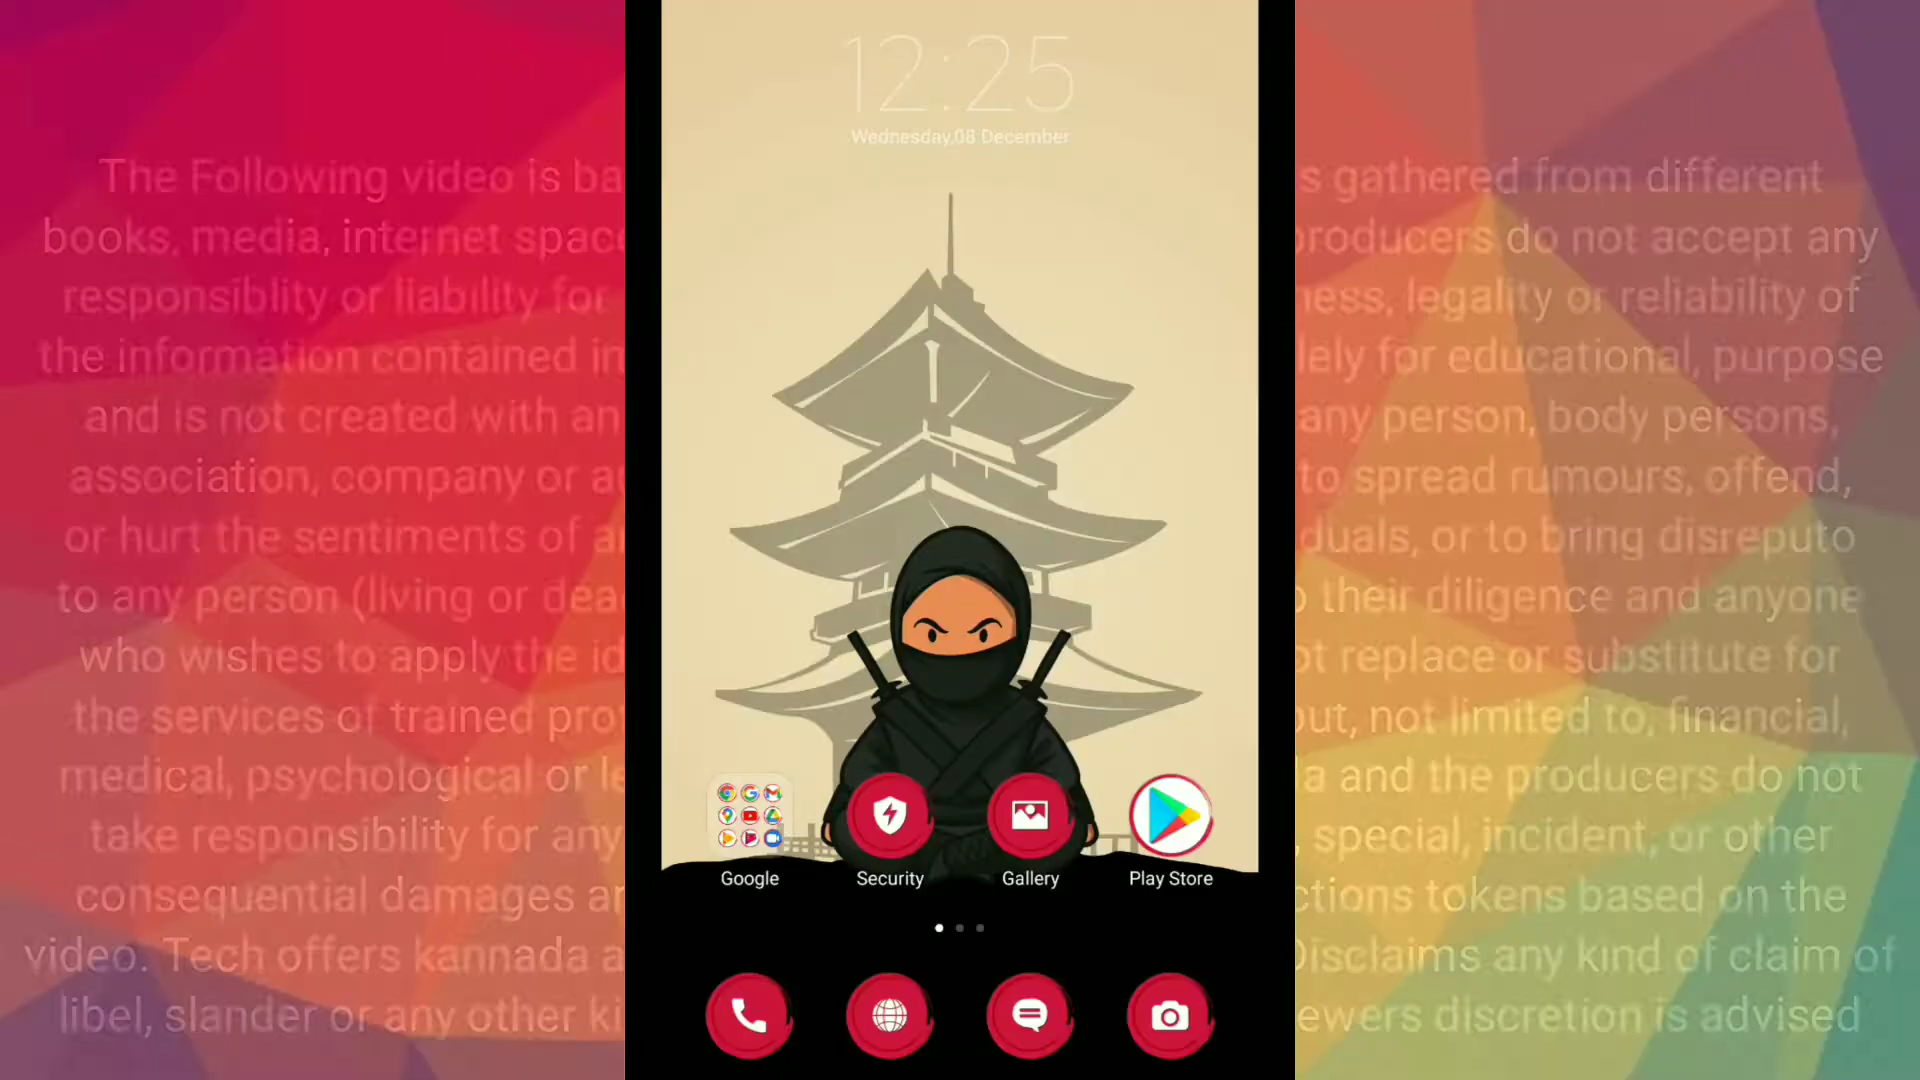 12:25
Wednesday,08 December
The Following video is ba
s gathered from different
books, media, internet spac
producers do not accept any
responsiblity or liability for
ness, legality or reliability of
the information contained in
lely for educational, purpose
and is not created with an
any person, body persons,
association, company or a
to spread rumours, offend,
or hurt the sentiments of a
duals, or to bring disreputo
to any person (living or dea
their diligence and anyone
who wishes to apply the id
ot replace or substitute for
the services of trained pro
out, not limited to, financial,
medical, psychological or le
a and the producers do not
take responsibility for any
, special, incident, or other
consequential damages ar
ctions tokens based on the
video. Tech offers kannada a
Disclaims any kind of claim of
libel, slander or any other ki
ewers discretion is advised
Google
Security
Gallery
Play Store